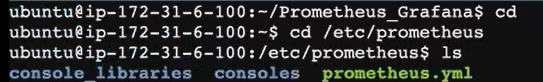 ubuntu@ip-172-31-6-100:~/Prometheus_Grafana$ cd
ubuntu@ip-172-31-6-100:~$ cd /etc/prometheus
ubuntu@ip-172-31-6-100:/etc/prometheus$ ls
console_libraries  consoles  prometheus.yml